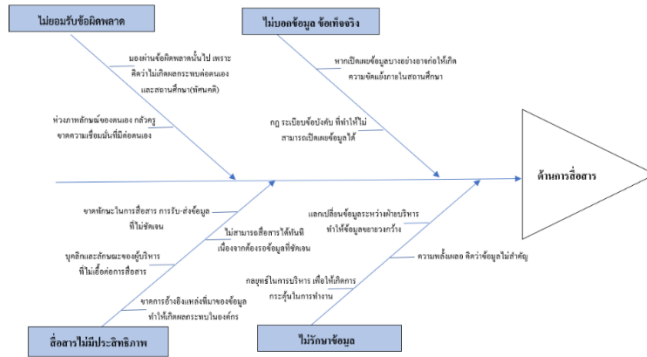 ไม่ยอมรับข้อผิดพลาด
ไม่บอกข้อมูล ข้อเท็จจริง
มองผ่านข้อผิดพลาดนั้นไป เพราะ
คิดว่าไม่เกิดผลกระทบต่อตนเอง
และสถานศึกษา(ทัศนคติ)
ห่วงภาพลักษณ์ของตนเอง กลัวครู
ขาดความเชื่อมั่นที่มีต่อตนเอง
หากเปิดเผยข้อมูลบางอย่างอาจก่อให้เกิด
ความขัดแย้งภายในสถานศึกษา
กฎ ระเบียบข้อบังคับ ที่ทำให้ไม่
สามารถเปิดเผยข้อมูลได้
ด้านการสื่อสาร
ขาดทักษะในการสื่อสาร การรับ-ส่งข้อมูล
ที่ไม่ชัดเจน
ไม่สามารถสื่อสารได้ทันที
เนื่องจากต้องรอข้อมูลที่ชัดเจน
บุคลิกและลักษณะของผู้บริหาร
ที่ไม่เอื้อต่อการสื่อสาร
ขาดการอ้างอิงแหล่งที่มาของข้อมูล
ทำให้เกิดผลกระทบในองค์กร
แลกเปลี่ยนข้อมูลระหว่างฝ่ายบริหาร
ทำให้ข้อมูลขยายวงกว้าง
ความพลั้งเผลอ คิดว่าข้อมูลไม่สำคัญ
กลยุทธ์ในการบริหาร เพื่อให้เกิดการ
กระตุ้นในการทำงาน
สื่อสารไม่มีประสิทธิภาพ
ไม่รักษาข้อมูล